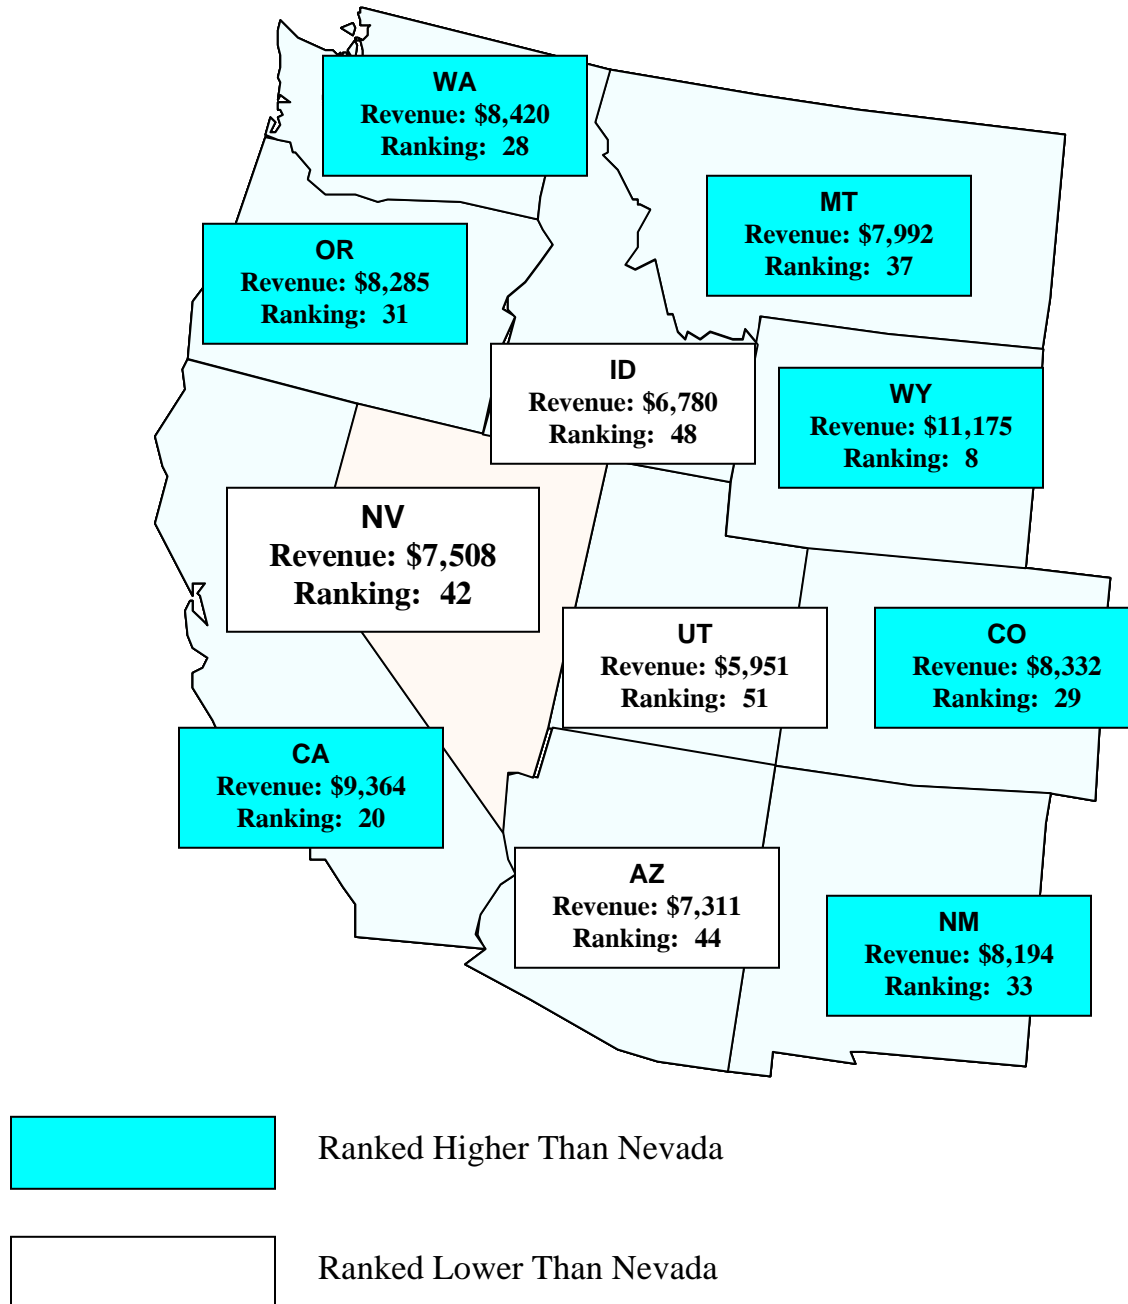 WA
Revenue: $8,420
Ranking: 28
MT
Revenue: $7,992
Ranking: 37
OR
Revenue: $8,285
Ranking: 31
ID
Revenue: $6,780
Ranking: 48
WY
Revenue: $11,175
Ranking: 8
NV
Revenue: $7,508
Ranking: 42
UT
Revenue: $5,951
Ranking: 51
CO
Revenue: $8,332
Ranking: 29
CA
Revenue: $9,364
Ranking: 20
AZ
Revenue: $7,311
Ranking: 44
NM
Revenue: $8,194
Ranking: 33
Ranked Higher Than Nevada
Ranked Lower Than Nevada